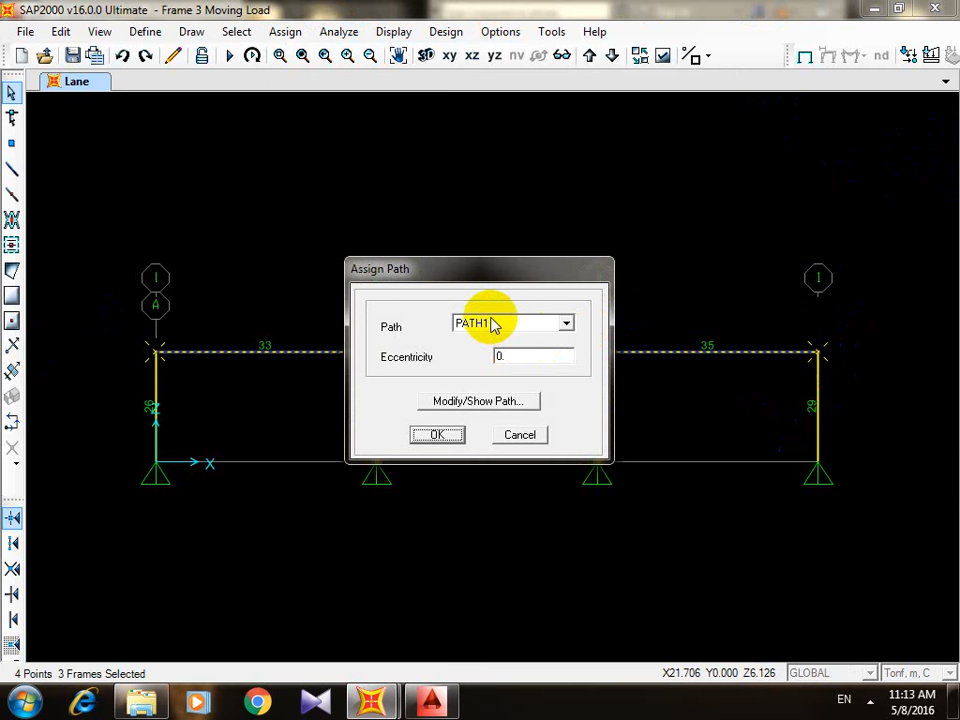 SAP2000 v16.0.0 Ultimate - Frame 3 Moving Load
File Edit View Define Draw Select Assign Analyze Display Design Options Tools Help
3D xy xz yz nv nd
Lane
Assign Path
Path PATH1
Eccentricity 0.
Modify/Show Path...
OK Cancel
1 1
A
33 35
26 29
Z
X
4 Points 3 Frames Selected X21.706 Y0.000 Z6.126 GLOBAL Tonf, m, C
EN 11:13 AM
5/8/2016